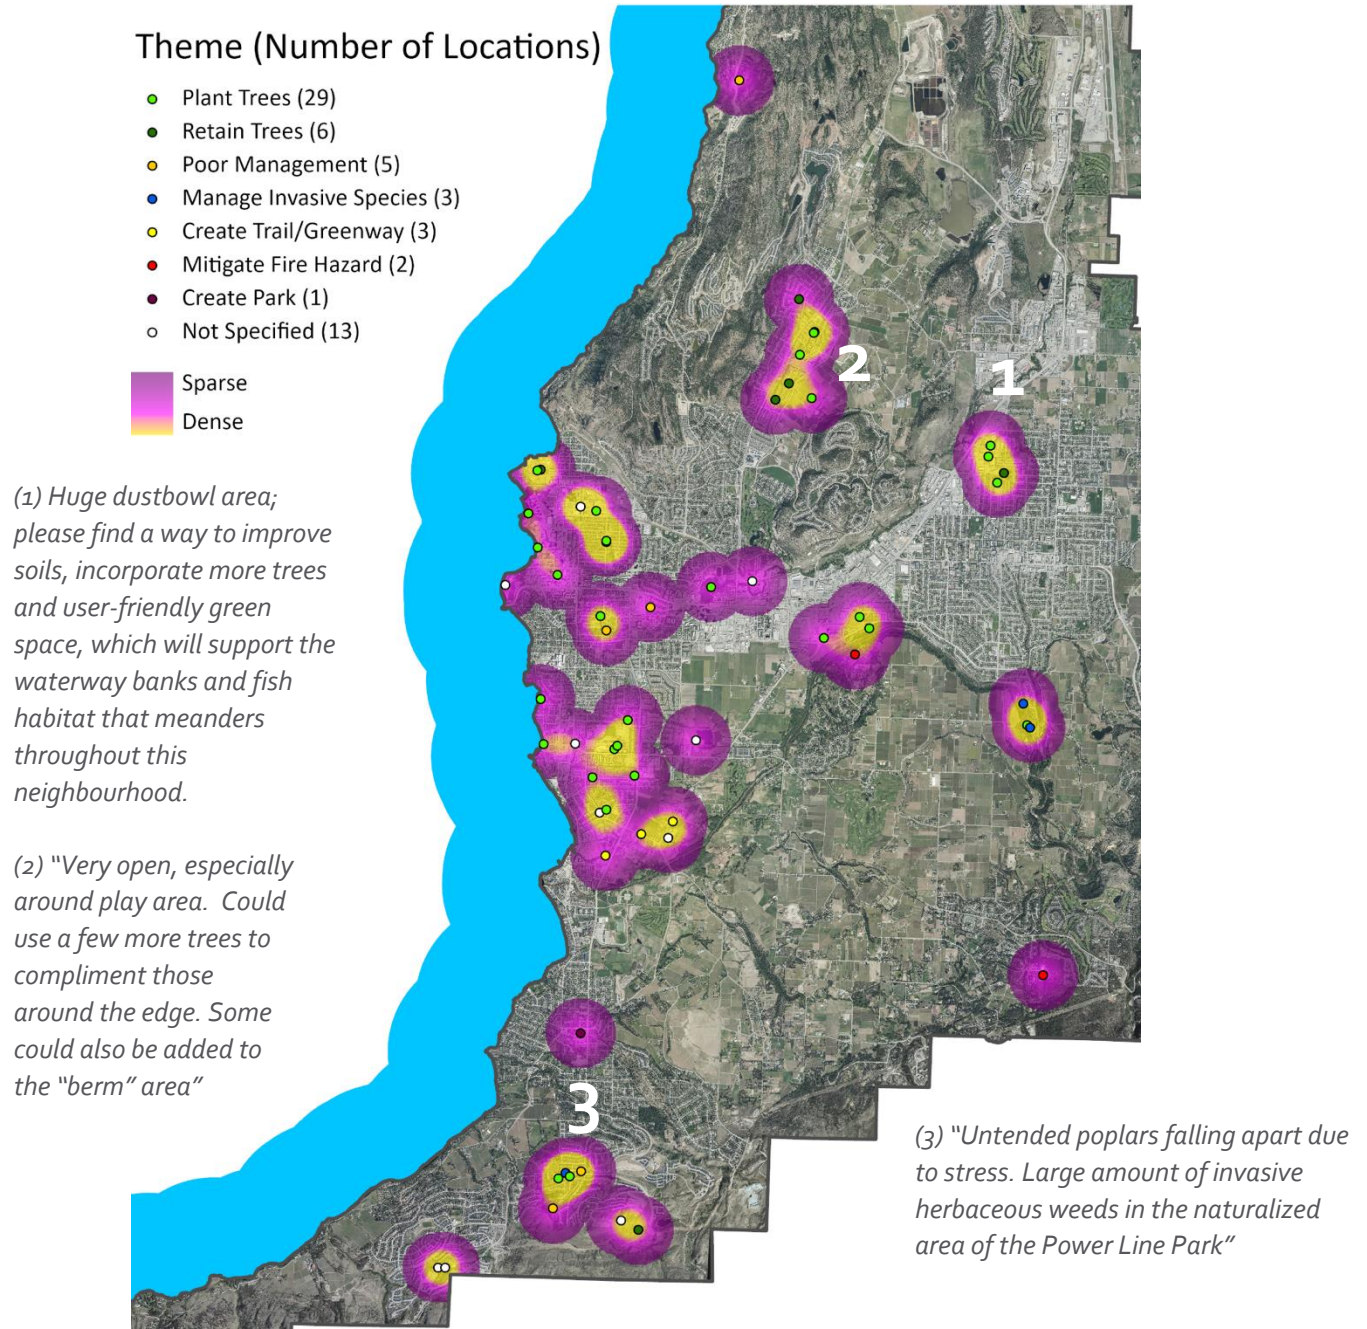 Theme (Number of Locations)
Plant Trees (29)
Retain Trees (6)
Poor Management (5)
Manage Invasive Species (3)
Create Trail/Greenway (3)
Mitigate Fire Hazard (2)
Create Park (1)
Not Specified (13)
Sparse
Dense
2
1
(1) Huge dustbowl area;
please find a way to improve
soils, incorporate more trees
and user-friendly green
space, which will support the
waterway banks and fish
habitat that meanders
throughout this
neighbourhood.
(2) “Very open, especially
around play area.  Could
use a few more trees to
compliment those
around the edge. Some
could also be added to
the “berm” area”
3
(3) “Untended poplars falling apart due
to stress. Large amount of invasive
herbaceous weeds in the naturalized
area of the Power Line Park”